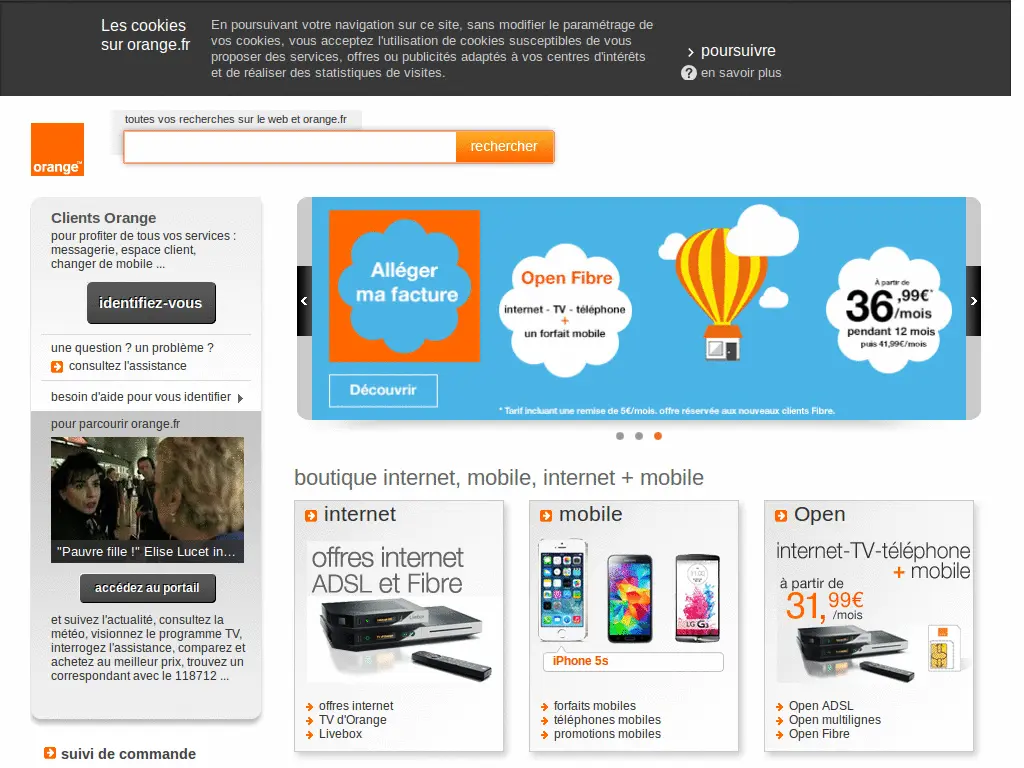 Les cookies
sur orange.fr
En poursuivant votre navigation sur ce site, sans modifier le paramétrage de
vos cookies, vous acceptez l'utilisation de cookies susceptibles de vous
proposer des services, offres ou publicités adaptés à vos centres d'intérêts
et de réaliser des statistiques de visites.
poursuivre
? en savoir plus
orange™
toutes vos recherches sur le web et orange.fr
rechercher
Clients Orange
pour profiter de tous vos services :
messagerie, espace client,
changer de mobile ...
identifiez-vous
une question ? un problème ?
consultez l'assistance
besoin d'aide pour vous identifier
pour parcourir orange.fr
"Pauvre fille !" Elise Lucet in…
accédez au portail
et suivez l'actualité, consultez la
météo, visionnez le programme TV,
interrogez l'assistance, comparez et
achetez au meilleur prix, trouvez un
correspondant avec le 118712 ...
suivi de commande
Alléger
ma facture
Découvrir
Open Fibre
internet - TV - téléphone
+
un forfait mobile
À partir de
36,99€*
/mois
pendant 12 mois
puis 41,99€/mois
* Tarif incluant une remise de 5€/mois. offre réservée aux nouveaux clients Fibre.
boutique internet, mobile, internet + mobile
internet
offres internet
ADSL et Fibre
offres internet
TV d'Orange
Livebox
mobile
LG G3
iPhone 5s
forfaits mobiles
téléphones mobiles
promotions mobiles
Open
internet-TV-téléphone
+ mobile
à partir de
31,99€
/mois
Open ADSL
Open multilignes
Open Fibre